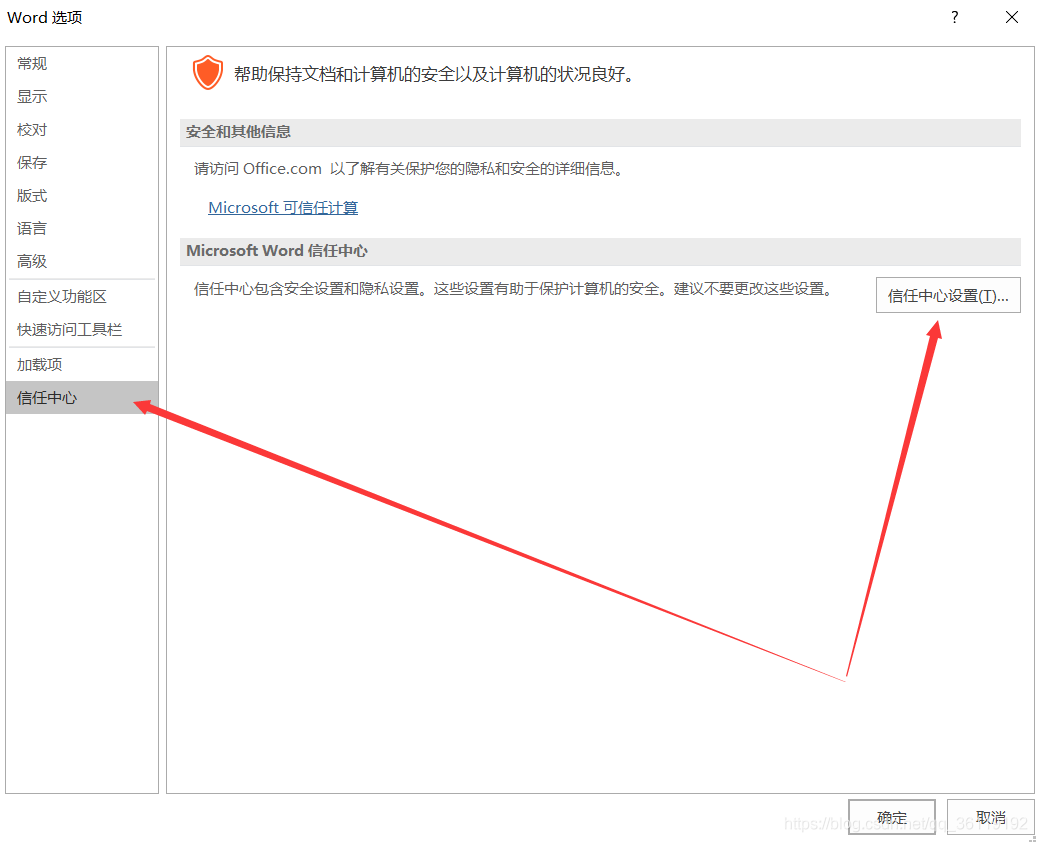 Word 选项
?
常规
显示
校对
保存
版式
语言
高级
自定义功能区
快速访问工具栏
加载项
信任中心
帮助保持文档和计算机的安全以及计算机的状况良好。
安全和其他信息
请访问 Office.com 以了解有关保护您的隐私和安全的详细信息。
Microsoft 可信任计算
Microsoft Word 信任中心
信任中心包含安全设置和隐私设置。这些设置有助于保护计算机的安全。建议不要更改这些设置。
信任中心设置(T)...
确定
取消